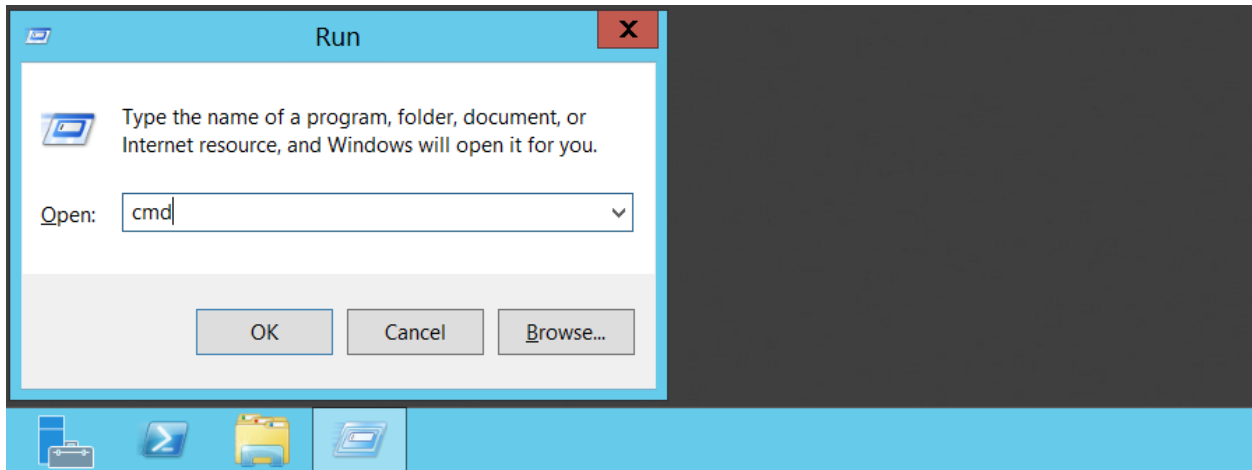 Run
X
Type the name of a program, folder, document, or
Internet resource, and Windows will open it for you.
Open: cmd
OK Cancel Browse...